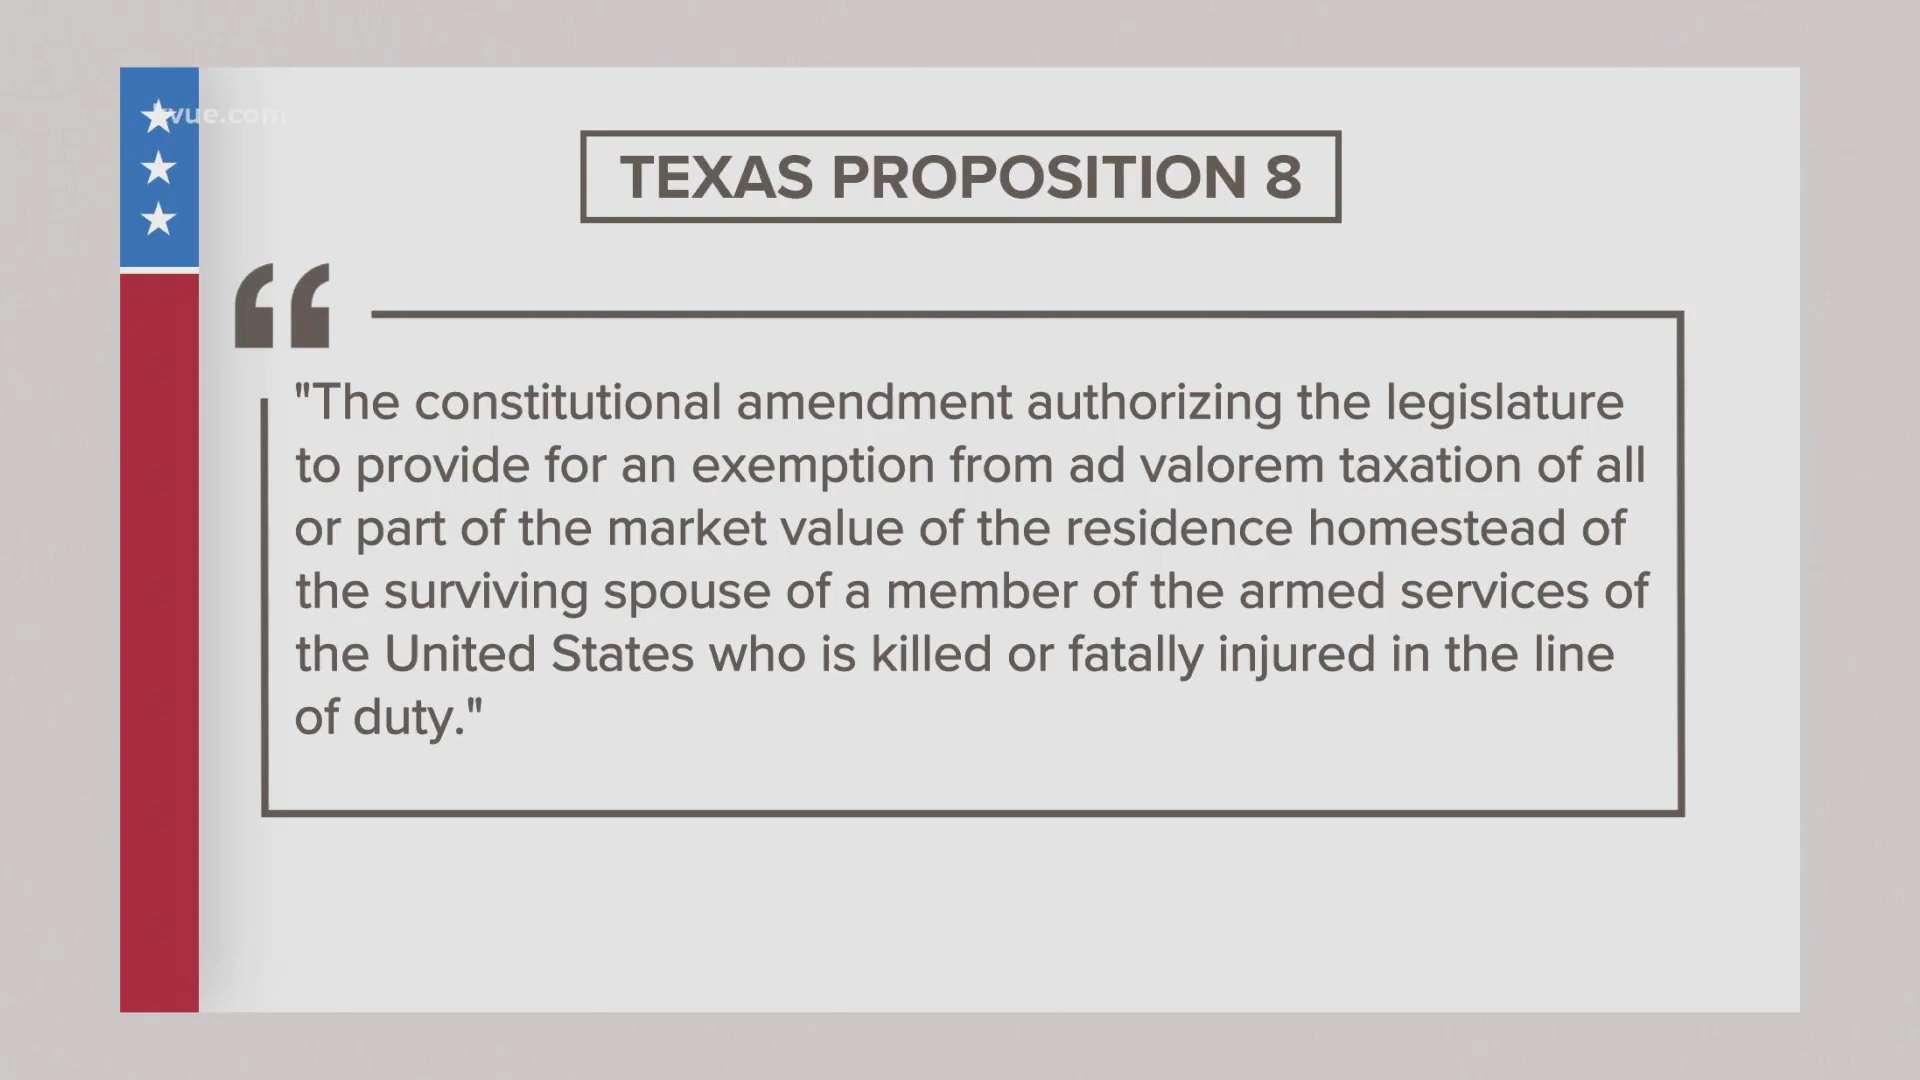 kvue.com
TEXAS PROPOSITION 8
"The constitutional amendment authorizing the legislature
to provide for an exemption from ad valorem taxation of all
or part of the market value of the residence homestead of
the surviving spouse of a member of the armed services of
the United States who is killed or fatally injured in the line
of duty."